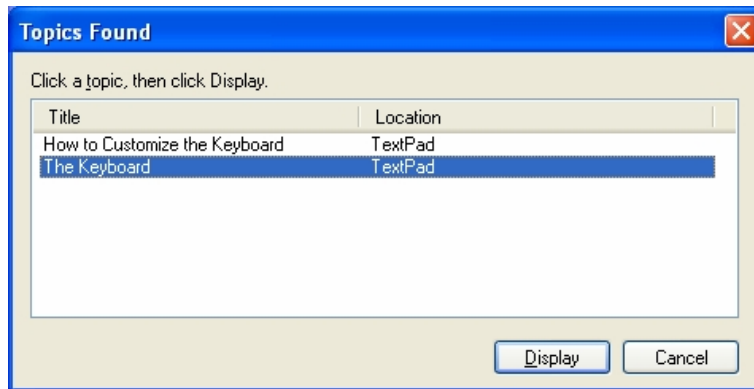 Topics Found
Click a topic, then click Display.
Title Location
How to Customize the Keyboard TextPad
The Keyboard TextPad
Display Cancel